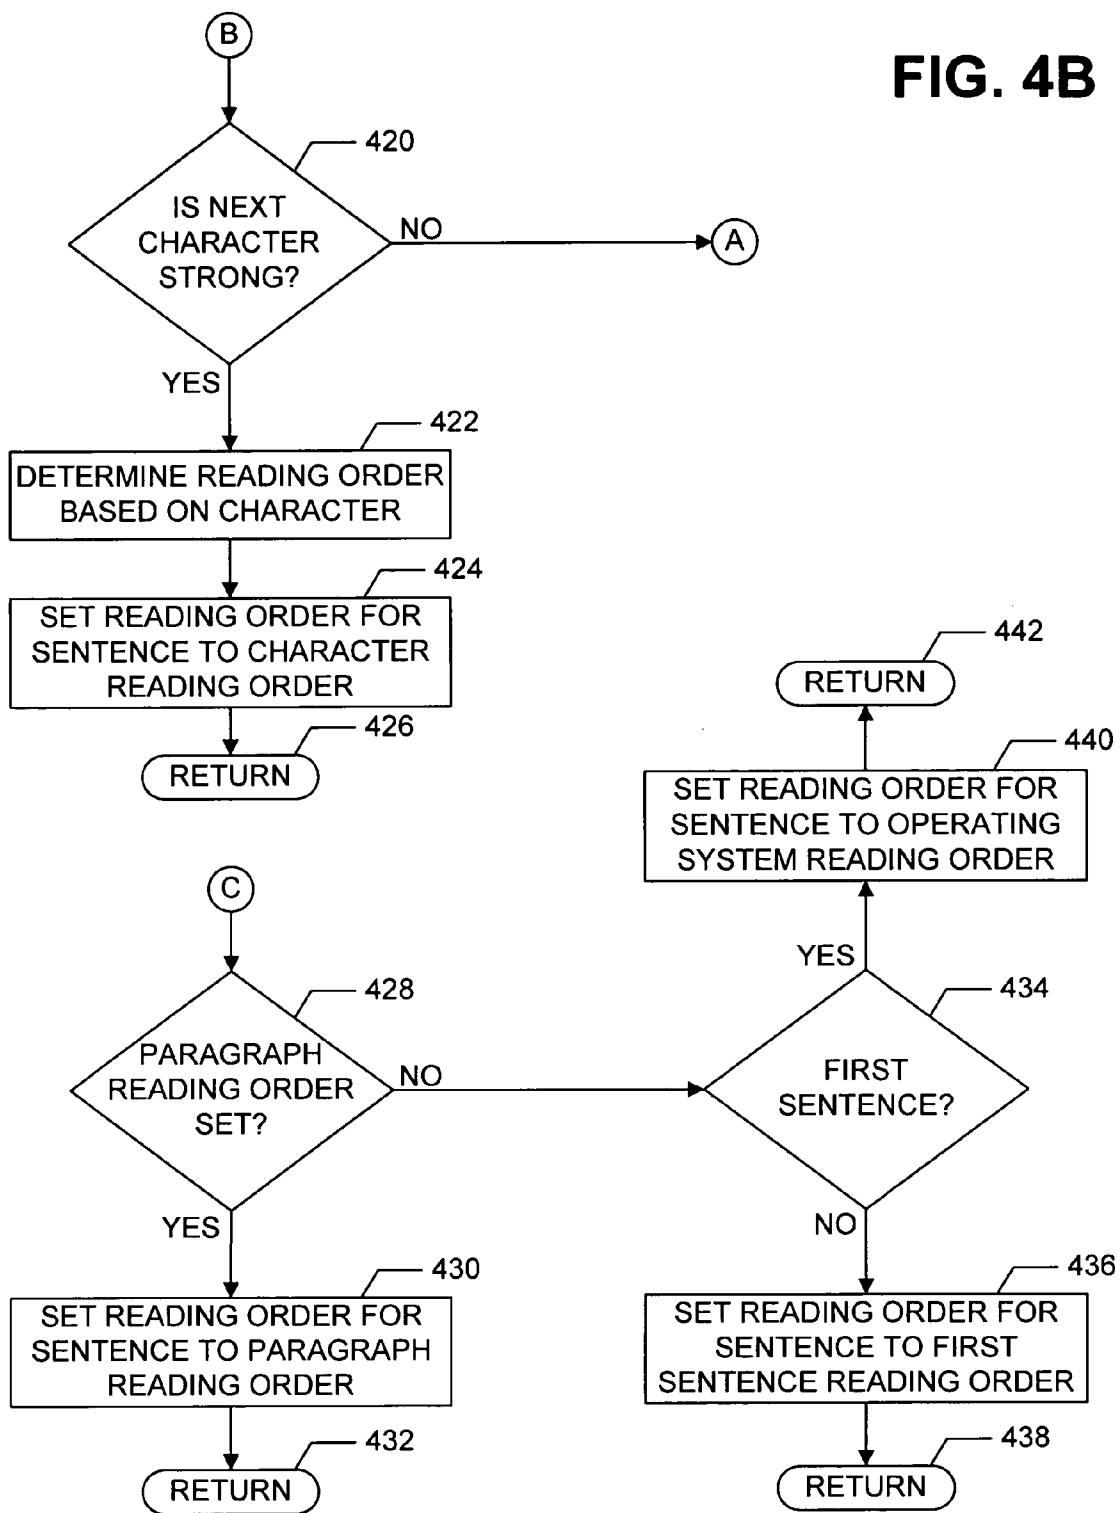 B
FIG. 4B
420
IS NEXT
CHARACTER
STRONG?
NO
A
YES
422
DETERMINE READING ORDER
BASED ON CHARACTER
424
SET READING ORDER FOR
SENTENCE TO CHARACTER
READING ORDER
426
RETURN
442
RETURN
440
SET READING ORDER FOR
SENTENCE TO OPERATING
SYSTEM READING ORDER
C
428
PARAGRAPH
READING ORDER
SET?
NO
YES
434
FIRST
SENTENCE?
YES
NO
430
SET READING ORDER FOR
SENTENCE TO PARAGRAPH
READING ORDER
432
RETURN
436
SET READING ORDER FOR
SENTENCE TO FIRST
SENTENCE READING ORDER
438
RETURN